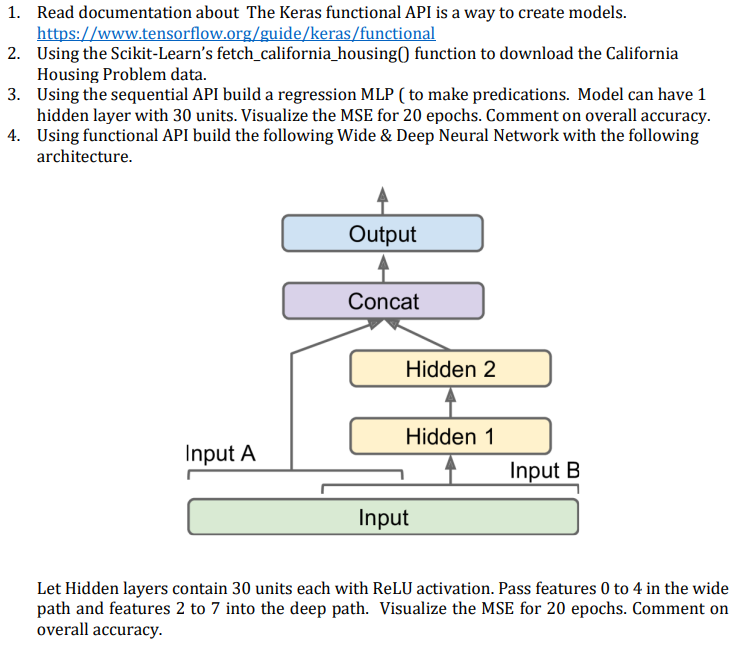 1. Read documentation about The Keras functional API is a way to create models.
https://www.tensorflow.org/guide/keras/functional
2. Using the Scikit-Learn's fetch_california_housing() function to download the California
Housing Problem data.
3. Using the sequential API build a regression MLP ( to make predications. Model can have 1
hidden layer with 30 units. Visualize the MSE for 20 epochs. Comment on overall accuracy.
4. Using functional API build the following Wide & Deep Neural Network with the following
architecture.
Output
Concat
Hidden 2
Hidden 1
Input A
Input B
Input
Let Hidden layers contain 30 units each with ReLU activation. Pass features 0 to 4 in the wide
path and features 2 to 7 into the deep path. Visualize the MSE for 20 epochs. Comment on
overall accuracy.